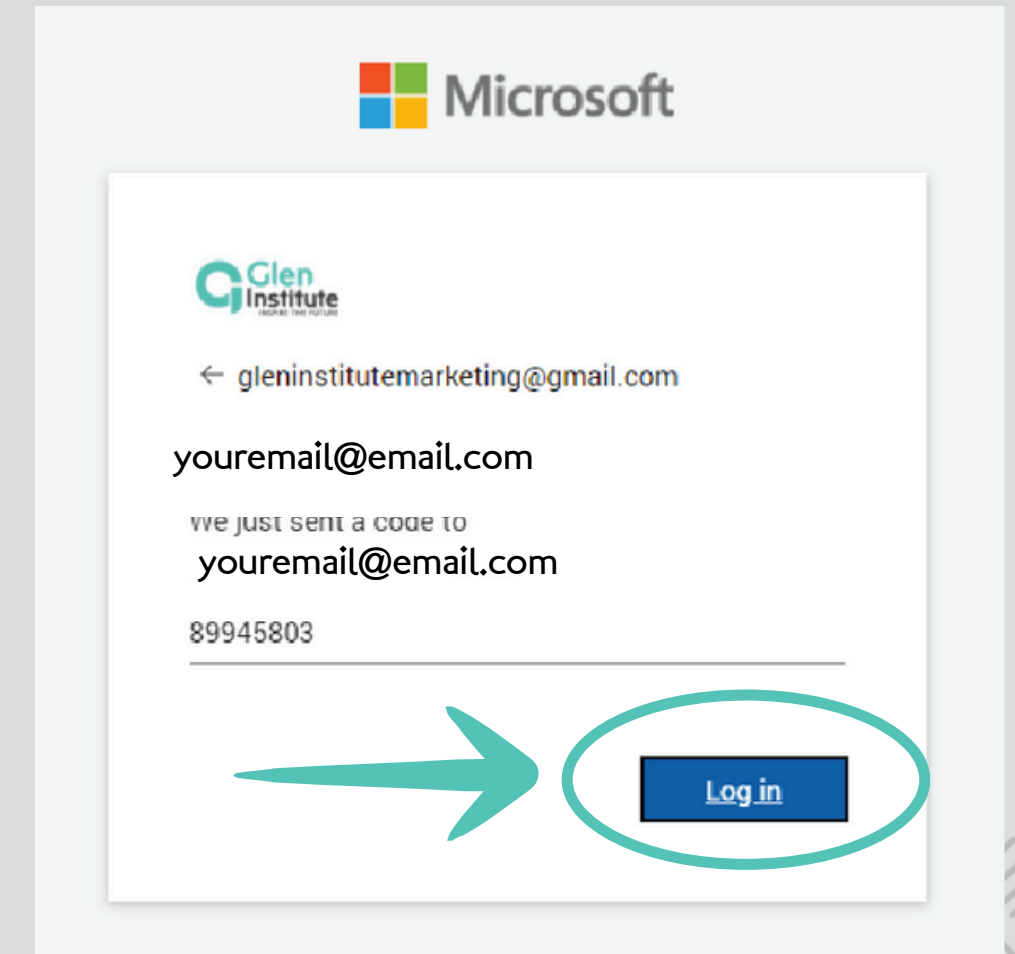 Microsoft
Glen
Institute
INSPIRE THE FUTURE
← gleninstitutemarketing@gmail.com
youremail@email.com
We just sent a code to
youremail@email.com
89945803
Log in